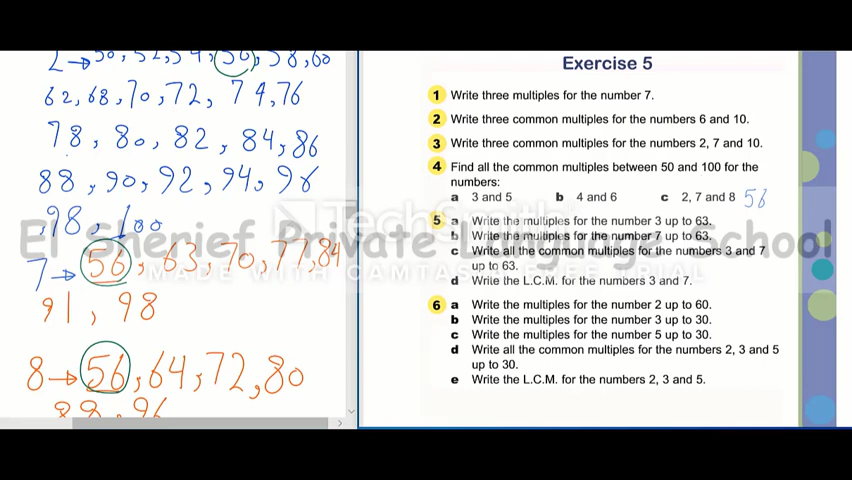 2 → 50, 52, 54, 56, 58, 60
62, 68, 70, 72, 74, 76
78, 80, 82, 84, 86
88, 90, 92, 94, 96
, 98, 100
7 → 56, 63, 70, 77, 84
91, 98
8 → 56, 64, 72, 80
88, 96
Exercise 5
1 Write three multiples for the number 7.
2 Write three common multiples for the numbers 6 and 10.
3 Write three common multiples for the numbers 2, 7 and 10.
4 Find all the common multiples between 50 and 100 for the
numbers:
a 3 and 5 b 4 and 6 c 2, 7 and 8 56
5 a Write the multiples for the number 3 up to 63.
b Write the multiples for the number 7 up to 63.
c Write all the common multiples for the numbers 3 and 7
up to 63.
d Write the L.C.M. for the numbers 3 and 7.
6 a Write the multiples for the number 2 up to 60.
b Write the multiples for the number 3 up to 30.
c Write the multiples for the number 5 up to 30.
d Write all the common multiples for the numbers 2, 3 and 5
up to 30.
e Write the L.C.M. for the numbers 2, 3 and 5.
TechSmith
El Sherief Private Language School
MADE WITH CAMTASIA FREE TRIAL